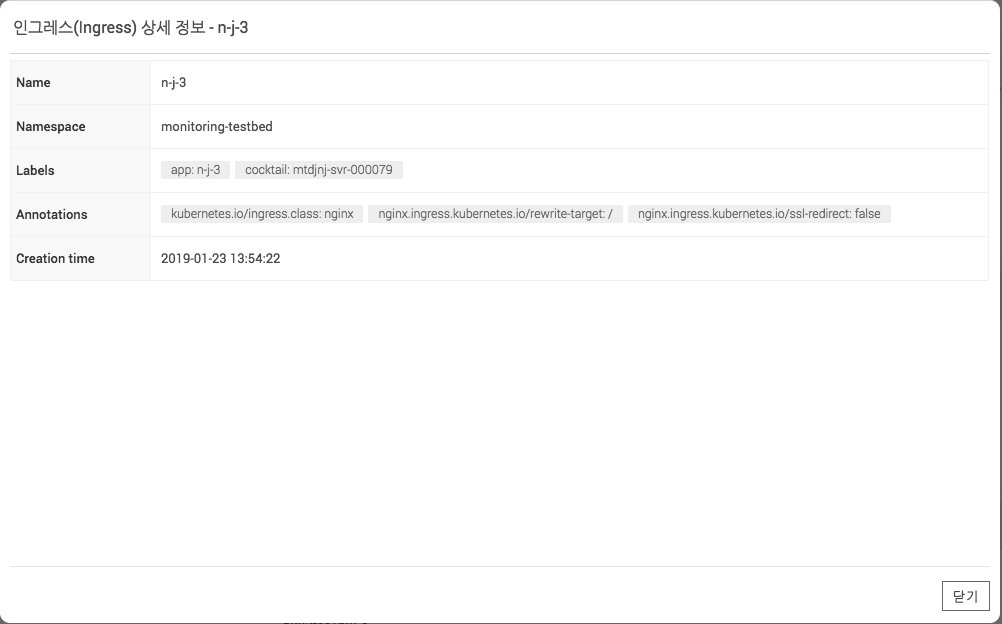 인그레스(Ingress) 상세 정보 - n-j-3
Name n-j-3
Namespace monitoring-testbed
Labels app: n-j-3 cocktail: mtdjnj-svr-000079
Annotations kubernetes.io/ingress.class: nginx nginx.ingress.kubernetes.io/rewrite-target: / nginx.ingress.kubernetes.io/ssl-redirect: false
Creation time 2019-01-23 13:54:22
닫기